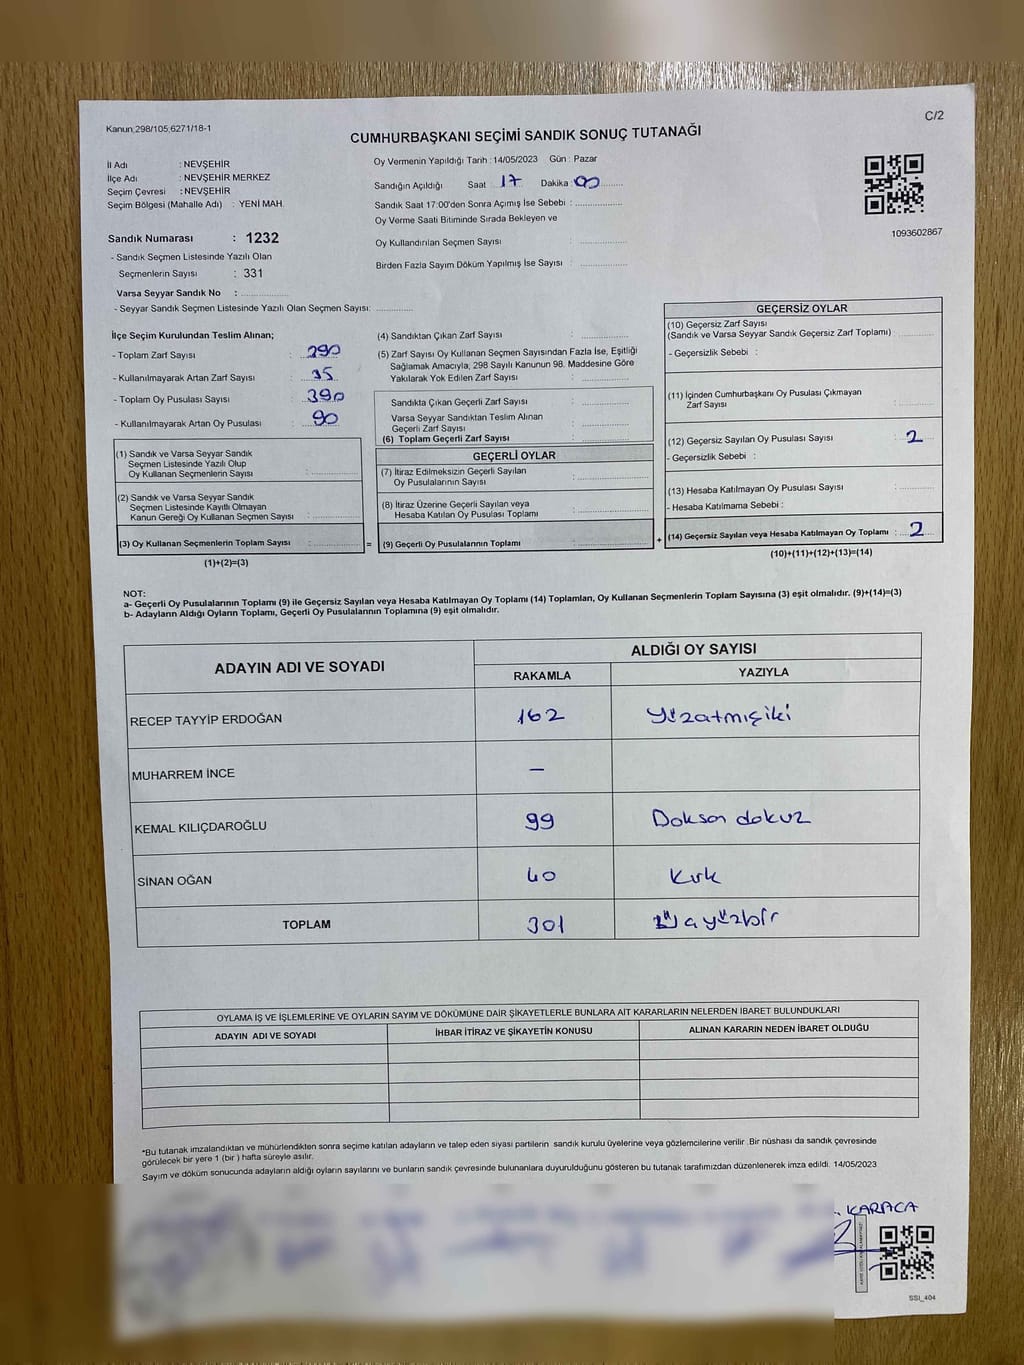 C/2
Kanun,298/105,6271/18-1
CUMHURBAŞKANI SEÇİMİ SANDIK SONUÇ TUTANAĞI
İl Adı : NEVŞEHİR
İlçe Adı : NEVŞEHİR MERKEZ
Seçim Çevresi : NEVŞEHİR
Seçim Bölgesi (Mahalle Adı) : YENİ MAH.
Oy Vermenin Yapıldığı Tarih : 14/05/2023 Gün : Pazar
Sandığın Açıldığı Saat : 17 Dakika : 00
Sandık Saat 17:00'den Sonra Açımış İse Sebebi :
Oy Verme Saati Bitiminde Sırada Bekleyen ve
Oy Kullandırılan Seçmen Sayısı :
Birden Fazla Sayım Döküm Yapılmış İse Sayısı :
1093602867
Sandık Numarası : 1232
- Sandık Seçmen Listesinde Yazılı Olan
Seçmenlerin Sayısı : 331
Varsa Seyyar Sandık No :
- Seyyar Sandık Seçmen Listesinde Yazılı Olan Seçmen Sayısı:
İlçe Seçim Kurulundan Teslim Alınan;
- Toplam Zarf Sayısı : 390
- Kullanılmayarak Artan Zarf Sayısı : 35
- Toplam Oy Pusulası Sayısı : 390
- Kullanılmayarak Artan Oy Pusulası : 90
(1) Sandık ve Varsa Seyyar Sandık
Seçmen Listesinde Yazılı Olup
Oy Kullanan Seçmenlerin Sayısı :
(2) Sandık ve Varsa Seyyar Sandık
Seçmen Listesinde Kayıtlı Olmayan
Kanun Gereği Oy Kullanan Seçmen Sayısı :
(3) Oy Kullanan Seçmenlerin Toplam Sayısı : =
(1)+(2)=(3)
(4) Sandıktan Çıkan Zarf Sayısı :
(5) Zarf Sayısı Oy Kullanan Seçmen Sayısından Fazla İse, Eşitliği
Sağlamak Amacıyla, 298 Sayılı Kanunun 98. Maddesine Göre
Yakılarak Yok Edilen Zarf Sayısı :
Sandıkta Çıkan Geçerli Zarf Sayısı :
Varsa Seyyar Sandıktan Teslim Alınan
Geçerli Zarf Sayısı :
(6) Toplam Geçerli Zarf Sayısı :
GEÇERLİ OYLAR
(7) İtiraz Edilmeksizin Geçerli Sayılan
Oy Pusulalarının Sayısı :
(8) İtiraz Üzerine Geçerli Sayılan veya
Hesaba Katılan Oy Pusulası Toplamı :
(9) Geçerli Oy Pusulalarının Toplamı : +
GEÇERSİZ OYLAR
(10) Geçersiz Zarf Sayısı
(Sandık ve Varsa Seyyar Sandık Geçersiz Zarf Toplamı) :
- Geçersizlik Sebebi :
(11) İçinden Cumhurbaşkanı Oy Pusulası Çıkmayan
Zarf Sayısı :
(12) Geçersiz Sayılan Oy Pusulası Sayısı : 2
- Geçersizlik Sebebi :
(13) Hesaba Katılmayan Oy Pusulası Sayısı :
- Hesaba Katılmama Sebebi :
(14) Geçersiz Sayılan veya Hesaba Katılmayan Oy Toplamı : 2
(10)+(11)+(12)+(13)=(14)
NOT:
a- Geçerli Oy Pusulalarının Toplamı (9) ile Geçersiz Sayılan veya Hesaba Katılmayan Oy Toplamı (14) Toplamları, Oy Kullanan Seçmenlerin Toplam Sayısına (3) eşit olmalıdır. (9)+(14)=(3)
b- Adayların Aldığı Oyların Toplamı, Geçerli Oy Pusulalarının Toplamına (9) eşit olmalıdır.
ADAYIN ADI VE SOYADI ALDIĞI OY SAYISI
RAKAMLA YAZIYLA
RECEP TAYYİP ERDOĞAN 162 Yüzatmışiki
MUHARREM İNCE —
KEMAL KILIÇDAROĞLU 99 Doksan dokuz
SİNAN OĞAN 40 Kırk
TOPLAM 301 Üçyüzbir
OYLAMA İŞ VE İŞLEMLERİNE VE OYLARIN SAYIM VE DÖKÜMÜNE DAİR ŞİKAYETLERLE BUNLARA AİT KARARLARIN NELERDEN İBARET BULUNDUKLARI
ADAYIN ADI VE SOYADI İHBAR İTİRAZ VE ŞİKAYETİN KONUSU ALINAN KARARIN NEDEN İBARET OLDUĞU
*Bu tutanak imzalandıktan ve mühürlendikten sonra seçime katılan adayların ve talep eden siyasi partilerin sandık kurulu üyelerine veya gözlemcilerine verilir .Bir nüshası da sandık çevresinde
görülecek bir yere 1 (bir ) hafta süreyle asılır.
Sayım ve döküm sonucunda adayların aldığı oyların sayılarını ve bunların sandık çevresinde bulunanlara duyurulduğunu gösteren bu tutanak tarafımızdan düzenlenerek imza edildi. 14/05/2023
KARACA
SSI_404